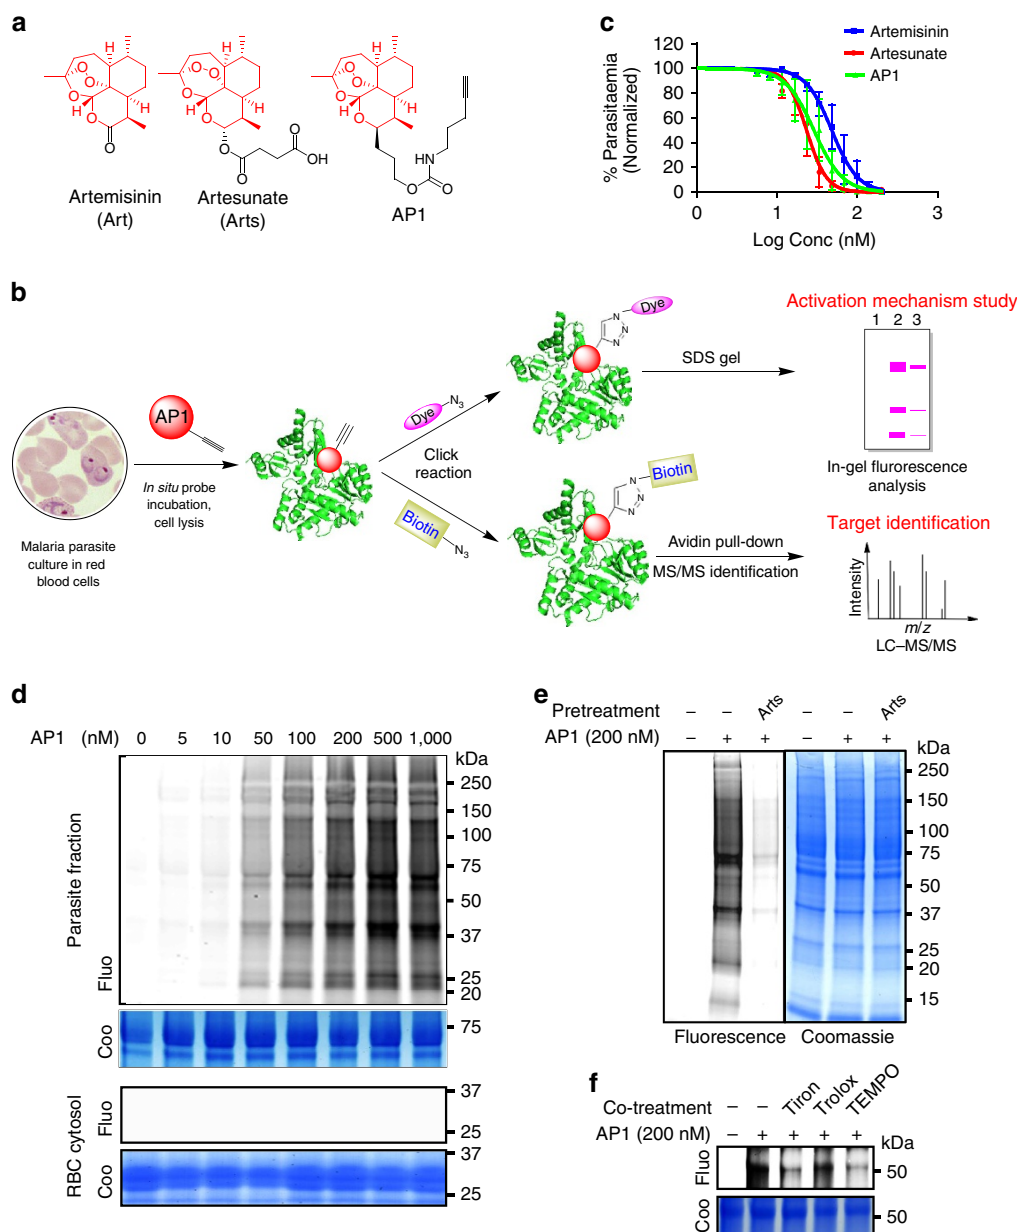 a
H
O
O
O
H
H
O
O
Artemisinin
(Art)
H
O
O
O
H
H
O
O
O
OH
O
Artesunate
(Arts)
H
O
O
O
H
H
O
HN
O
O
AP1
c
Artemisinin
Artesunate
AP1
% Parasitaemia
(Normalized)
120
100
80
60
40
20
0
0
1
2
3
Log Conc (nM)
b
Malaria parasite
culture in red
blood cells
AP1
In situ probe
incubation,
cell lysis
Dye
N3
Click
reaction
Biotin
N3
N
N
N
Dye
SDS gel
Activation mechanism study
1 2 3
In-gel flurorescence
analysis
N
N
N
Biotin
Avidin pull-down
MS/MS identification
Target identification
Intensity
m/z
LC–MS/MS
d
AP1 (nM) 0 5 10 50 100 200 500 1,000
kDa
Parasite fraction
Fluo
250
150
100
75
50
37
25
20
Coo
75
RBC cytosol
Fluo
37
25
Coo
37
25
e
Pretreatment – – Arts – – Arts
AP1 (200 nM) – + + – + +
kDa
250
150
100
75
50
37
25
20
15
Fluorescence
Coomassie
f
Co-treatment – – Tiron Trolox TEMPO
AP1 (200 nM) – + + + +
kDa
Fluo
50
Coo
50